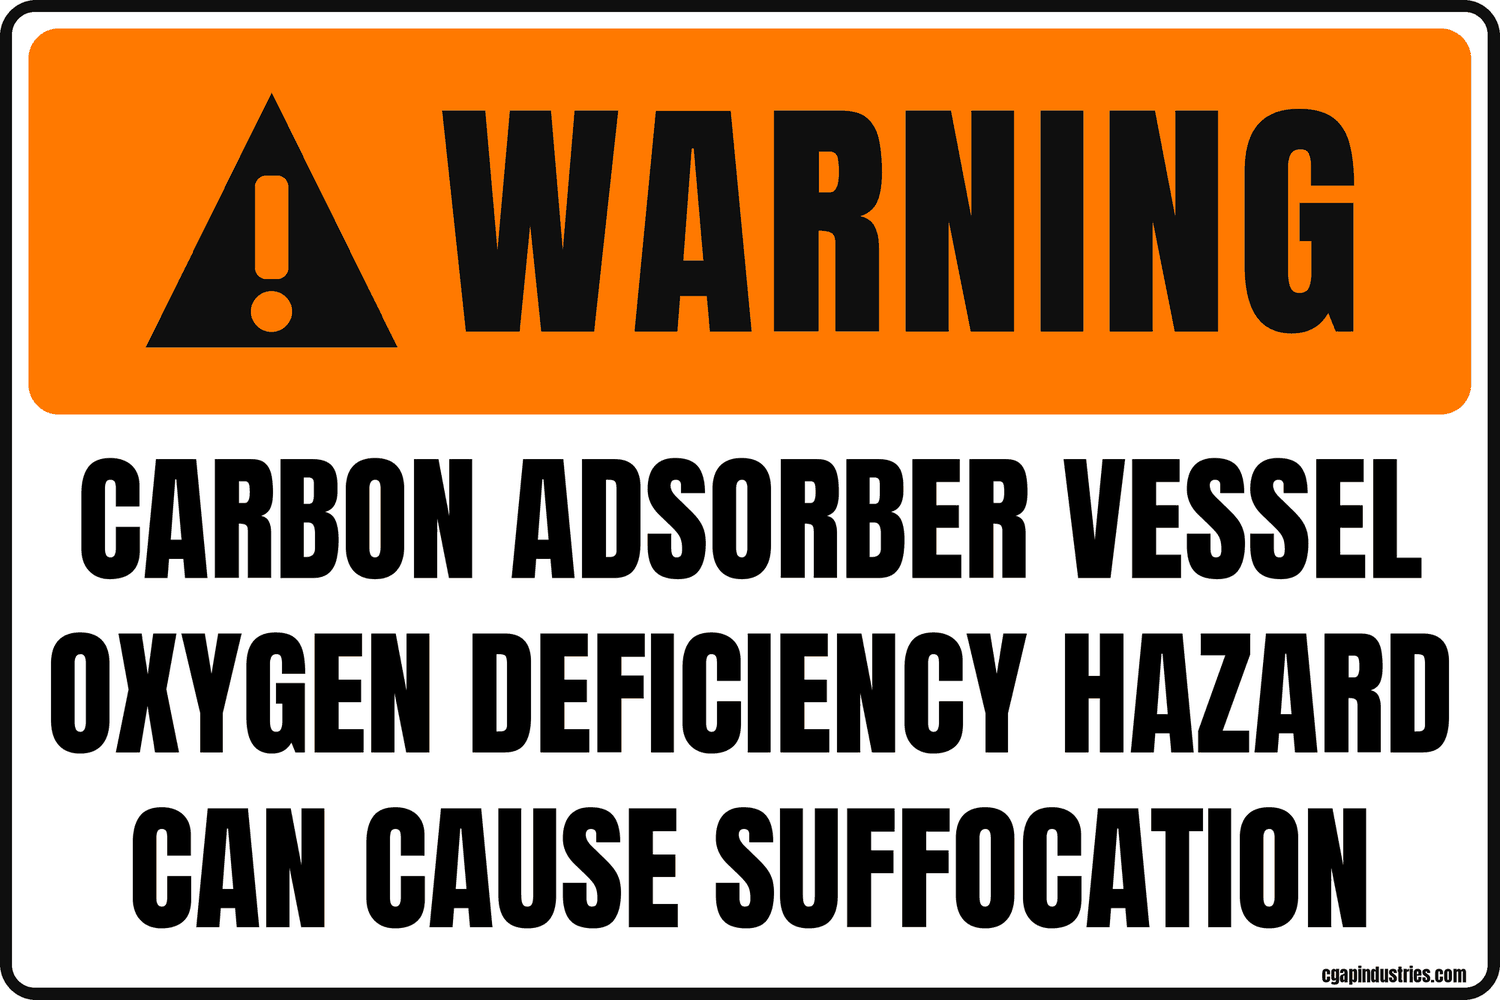 WARNING
CARBON ADSORBER VESSEL
OXYGEN DEFICIENCY HAZARD
CAN CAUSE SUFFOCATION
cgapindustries.com